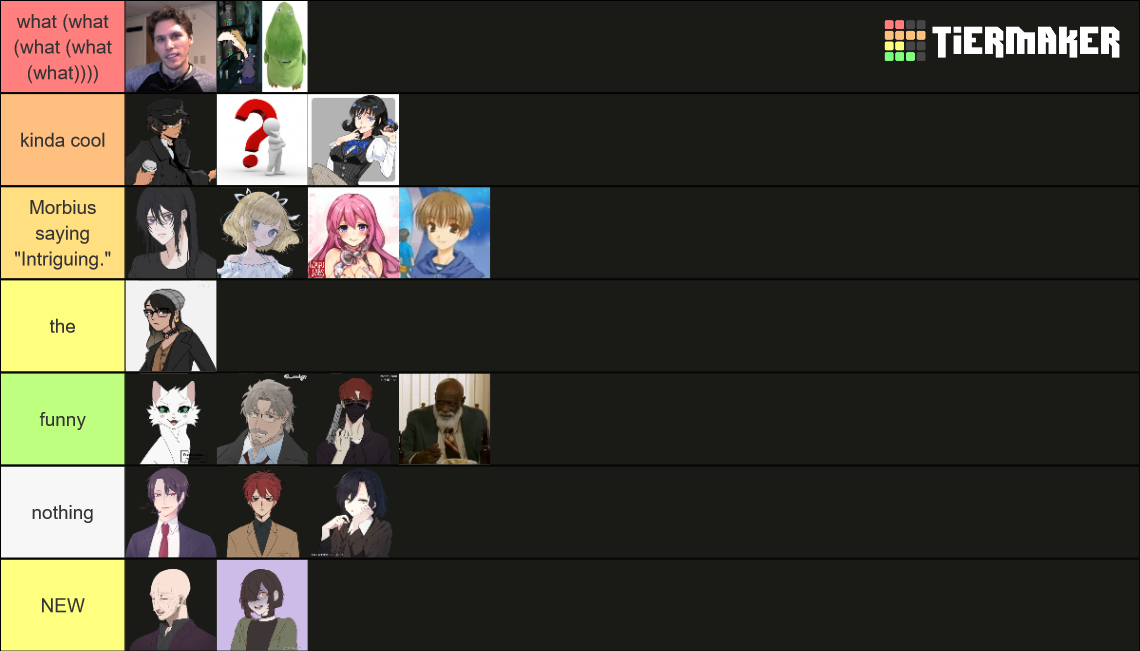 what (what
(what (what
(what))))
TiERMAKER
kinda cool
Morbius
saying
"Intriguing."
the
funny
nothing
NEW